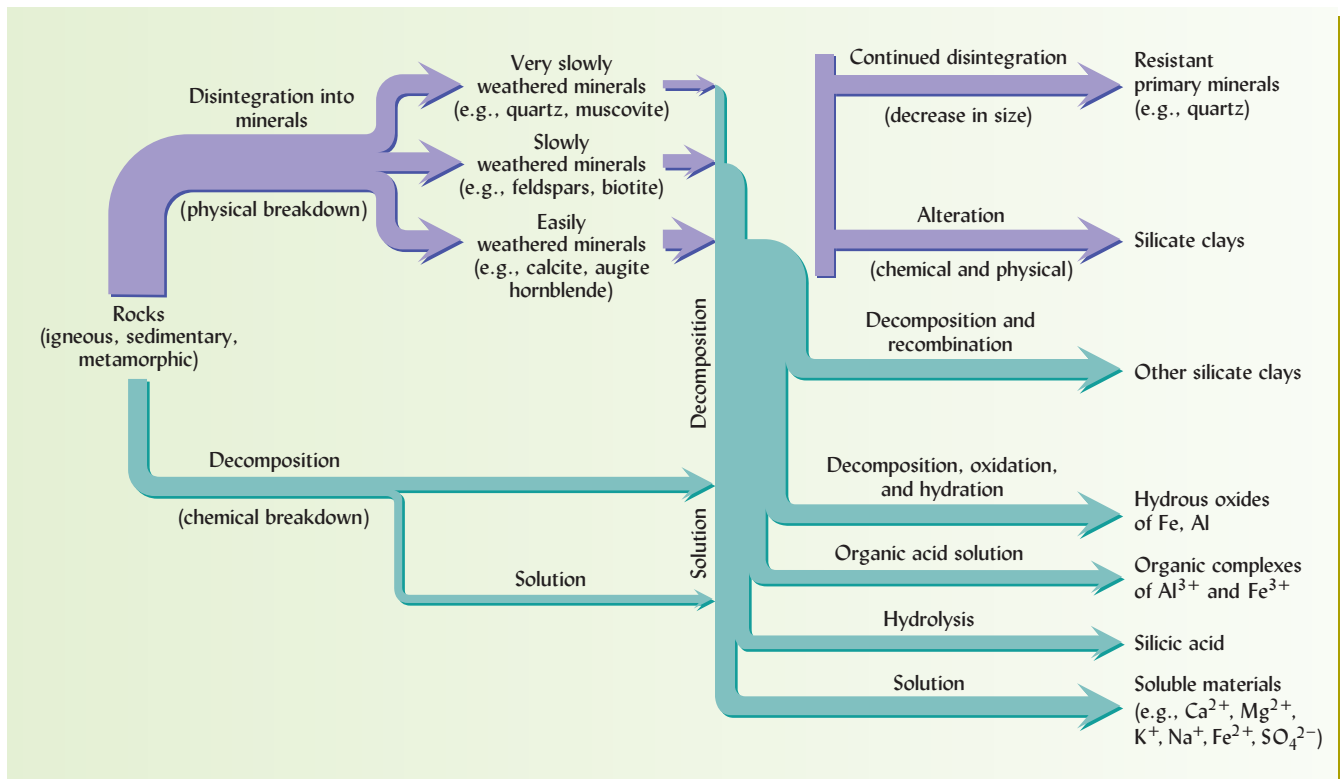 Disintegration into
minerals
(physical breakdown)
Rocks
(igneous, sedimentary,
metamorphic)
Decomposition
(chemical breakdown)
Solution
Very slowly
weathered minerals
(e.g., quartz, muscovite)
Slowly
weathered minerals
(e.g., feldspars, biotite)
Easily
weathered minerals
(e.g., calcite, augite
hornblende)
Decomposition
Solution
Continued disintegration
(decrease in size)
Resistant
primary minerals
(e.g., quartz)
Alteration
(chemical and physical)
Silicate clays
Decomposition and
recombination
Other silicate clays
Decomposition, oxidation,
and hydration
Hydrous oxides
of Fe, Al
Organic acid solution
Organic complexes
of Al³⁺ and Fe³⁺
Hydrolysis
Silicic acid
Solution
Soluble materials
(e.g., Ca²⁺, Mg²⁺,
K⁺, Na⁺, Fe²⁺, SO₄²⁻)